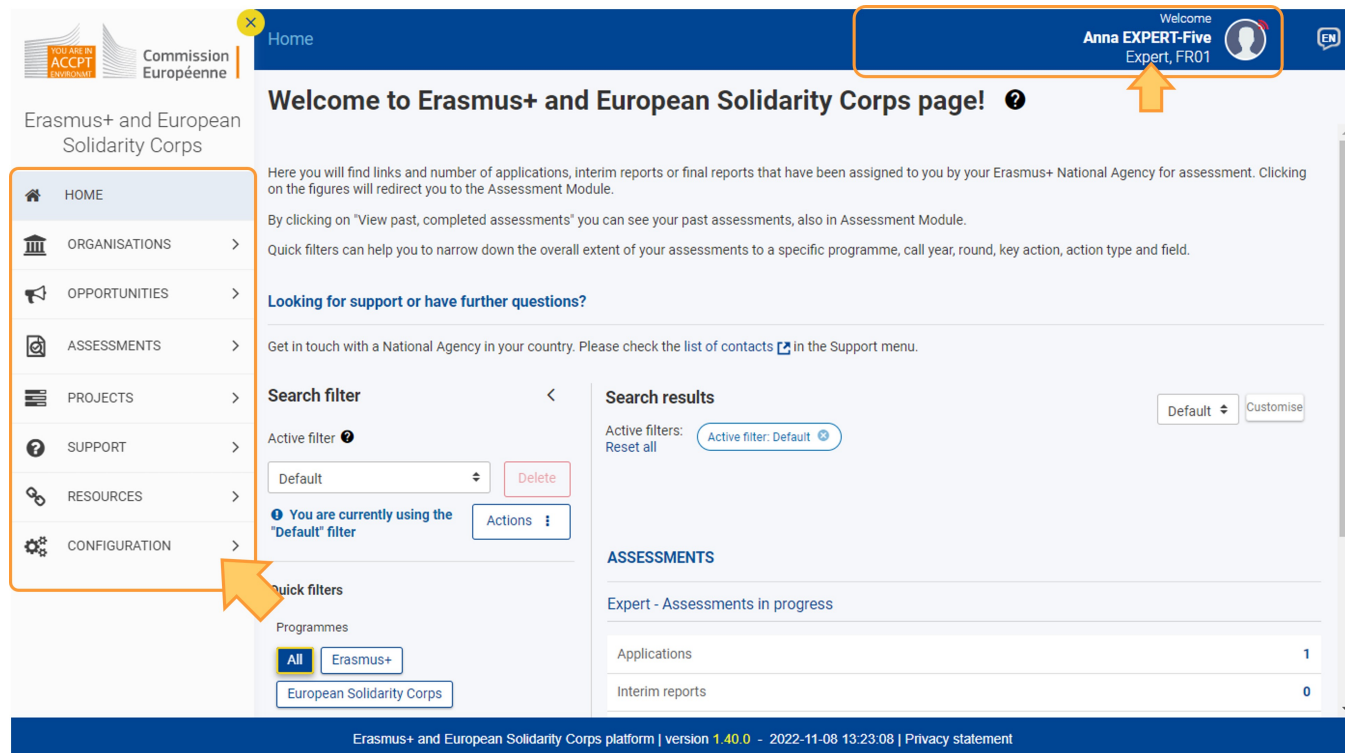 YOU ARE IN
ACCPT
ENVIRONMT
Commission
Européenne
Erasmus+ and European
Solidarity Corps
HOME
ORGANISATIONS
OPPORTUNITIES
ASSESSMENTS
PROJECTS
SUPPORT
RESOURCES
CONFIGURATION
Home
Welcome
Anna EXPERT-Five
Expert, FR01
EN
Welcome to Erasmus+ and European Solidarity Corps page!
Here you will find links and number of applications, interim reports or final reports that have been assigned to you by your Erasmus+ National Agency for assessment. Clicking
on the figures will redirect you to the Assessment Module.
By clicking on "View past, completed assessments" you can see your past assessments, also in Assessment Module.
Quick filters can help you to narrow down the overall extent of your assessments to a specific programme, call year, round, key action, action type and field.
Looking for support or have further questions?
Get in touch with a National Agency in your country. Please check the list of contacts in the Support menu.
Search filter
Active filter
Default
Delete
You are currently using the
"Default" filter
Actions
Quick filters
Programmes
All
Erasmus+
European Solidarity Corps
Search results
Active filters:
Reset all
Active filter: Default
Default
Customise
ASSESSMENTS
Expert - Assessments in progress
Applications 1
Interim reports 0
Erasmus+ and European Solidarity Corps platform | version 1.40.0 - 2022-11-08 13:23:08 | Privacy statement